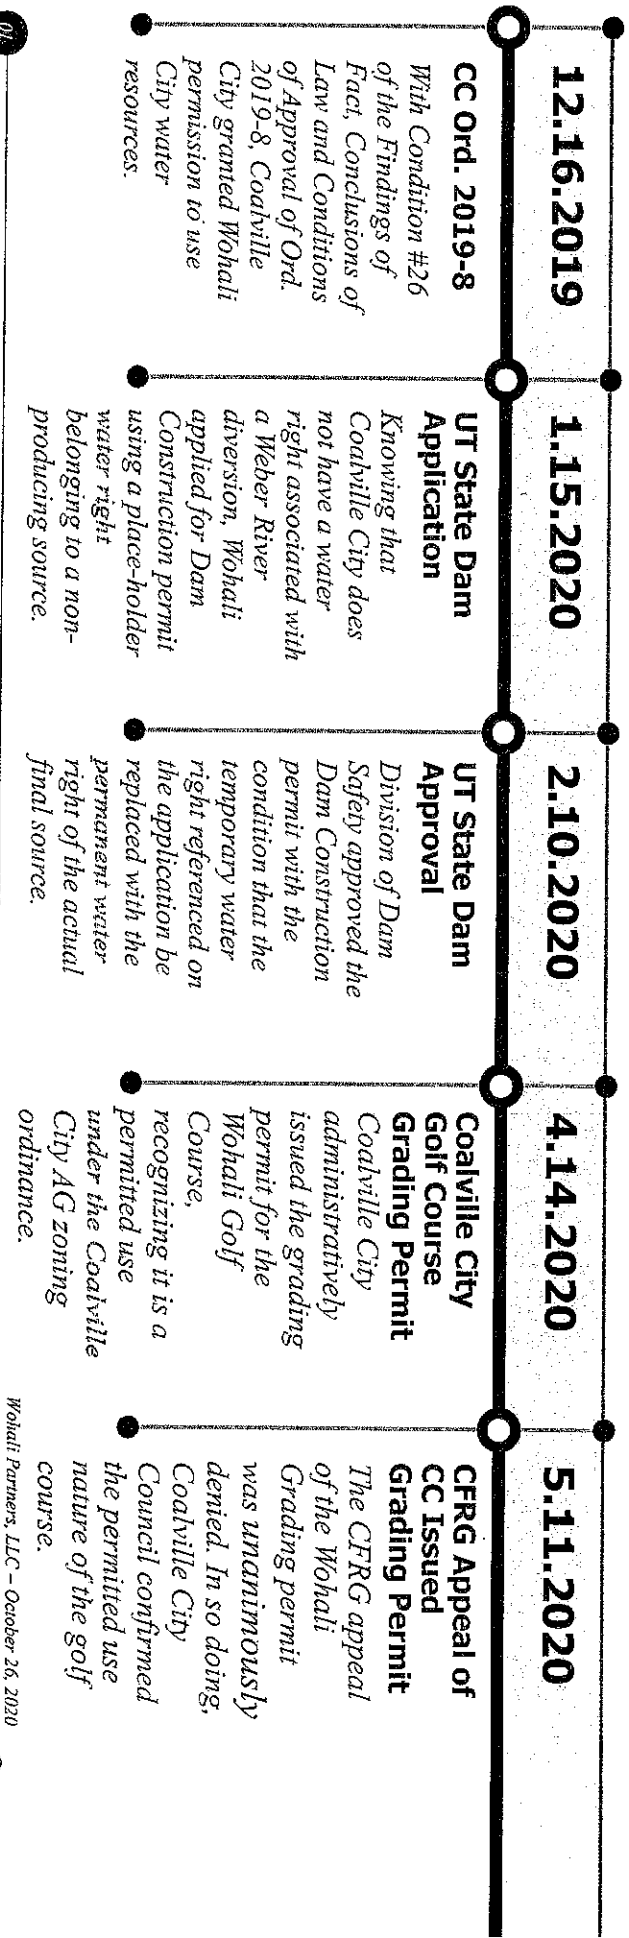 12.16.2019
CC Ord. 2019-8
With Condition #26
of the Findings of
Fact, Conclusions of
Law and Conditions
of Approval of Ord.
2019-8, Coalville
City granted Wohali
permission to use
City water
resources.
1.15.2020
UT State Dam
Application
Knowing that
Coalville City does
not have a water
right associated with
a Weber River
diversion, Wohali
applied for Dam
Construction permit
using a place-holder
water right
belonging to a non-
producing source.
2.10.2020
UT State Dam
Approval
Division of Dam
Safety approved the
Dam Construction
permit with the
condition that the
temporary water
right referenced on
the application be
replaced with the
permanent water
right of the actual
final source.
4.14.2020
Coalville City
Golf Course
Grading Permit
Coalville City
administratively
issued the grading
permit for the
Wohali Golf
Course,
recognizing it is a
permitted use
under the Coalville
City AG zoning
ordinance.
5.11.2020
CFRG Appeal of
CC Issued
Grading Permit
The CFRG appeal
of the Wohali
Grading permit
was unanimously
denied. In so doing,
Coalville City
Council confirmed
the permitted use
nature of the golf
course.
Wohali Partners, LLC – October 26, 2020